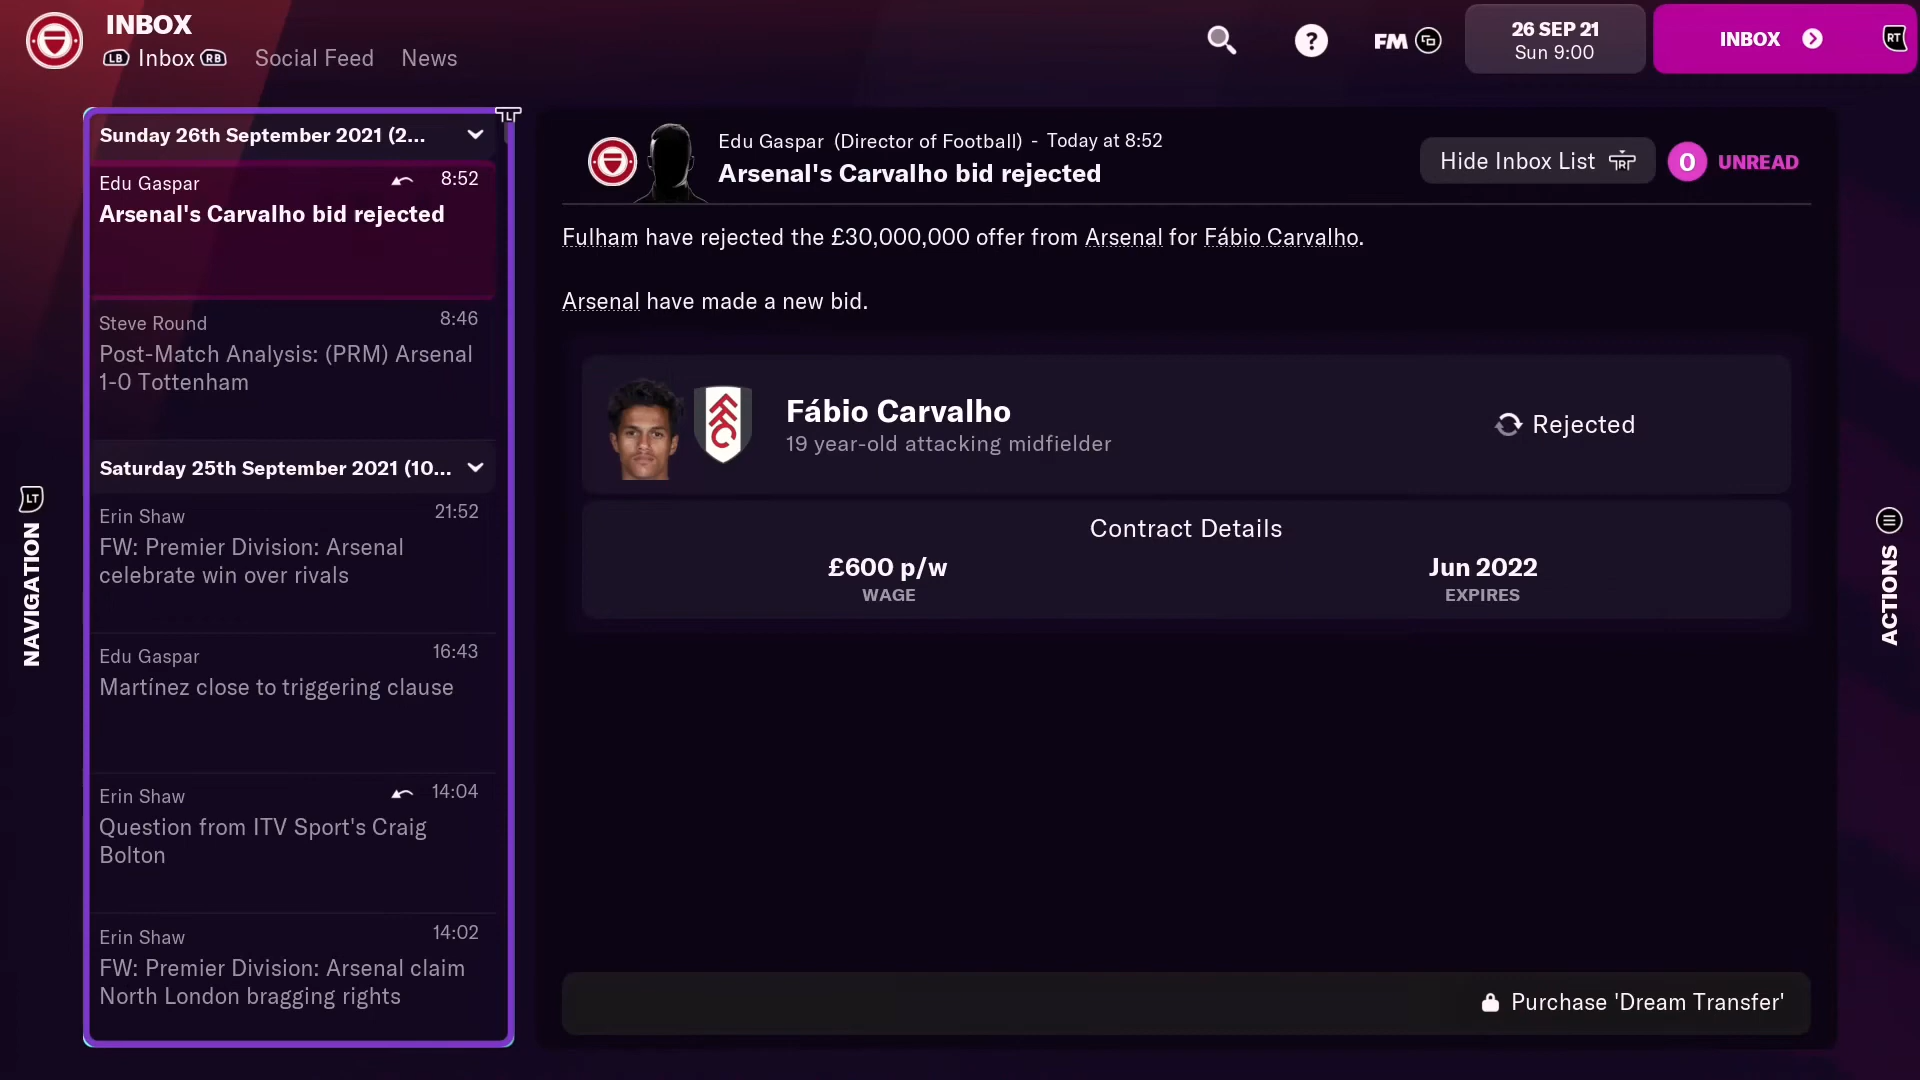 INBOX
LB Inbox RB Social Feed News
FM
26 SEP 21
Sun 9:00
INBOX
RT
Sunday 26th September 2021 (2...
Edu Gaspar 8:52
Arsenal's Carvalho bid rejected
Steve Round 8:46
Post-Match Analysis: (PRM) Arsenal
1-0 Tottenham
Saturday 25th September 2021 (10...
Erin Shaw 21:52
FW: Premier Division: Arsenal
celebrate win over rivals
Edu Gaspar 16:43
Martínez close to triggering clause
Erin Shaw 14:04
Question from ITV Sport's Craig
Bolton
Erin Shaw 14:02
FW: Premier Division: Arsenal claim
North London bragging rights
LT
NAVIGATION
Edu Gaspar (Director of Football) - Today at 8:52
Arsenal's Carvalho bid rejected
Hide Inbox List
0 UNREAD
Fulham have rejected the £30,000,000 offer from Arsenal for Fábio Carvalho.
Arsenal have made a new bid.
FFC
Fábio Carvalho
19 year-old attacking midfielder
Rejected
Contract Details
£600 p/w
WAGE
Jun 2022
EXPIRES
Purchase 'Dream Transfer'
ACTIONS